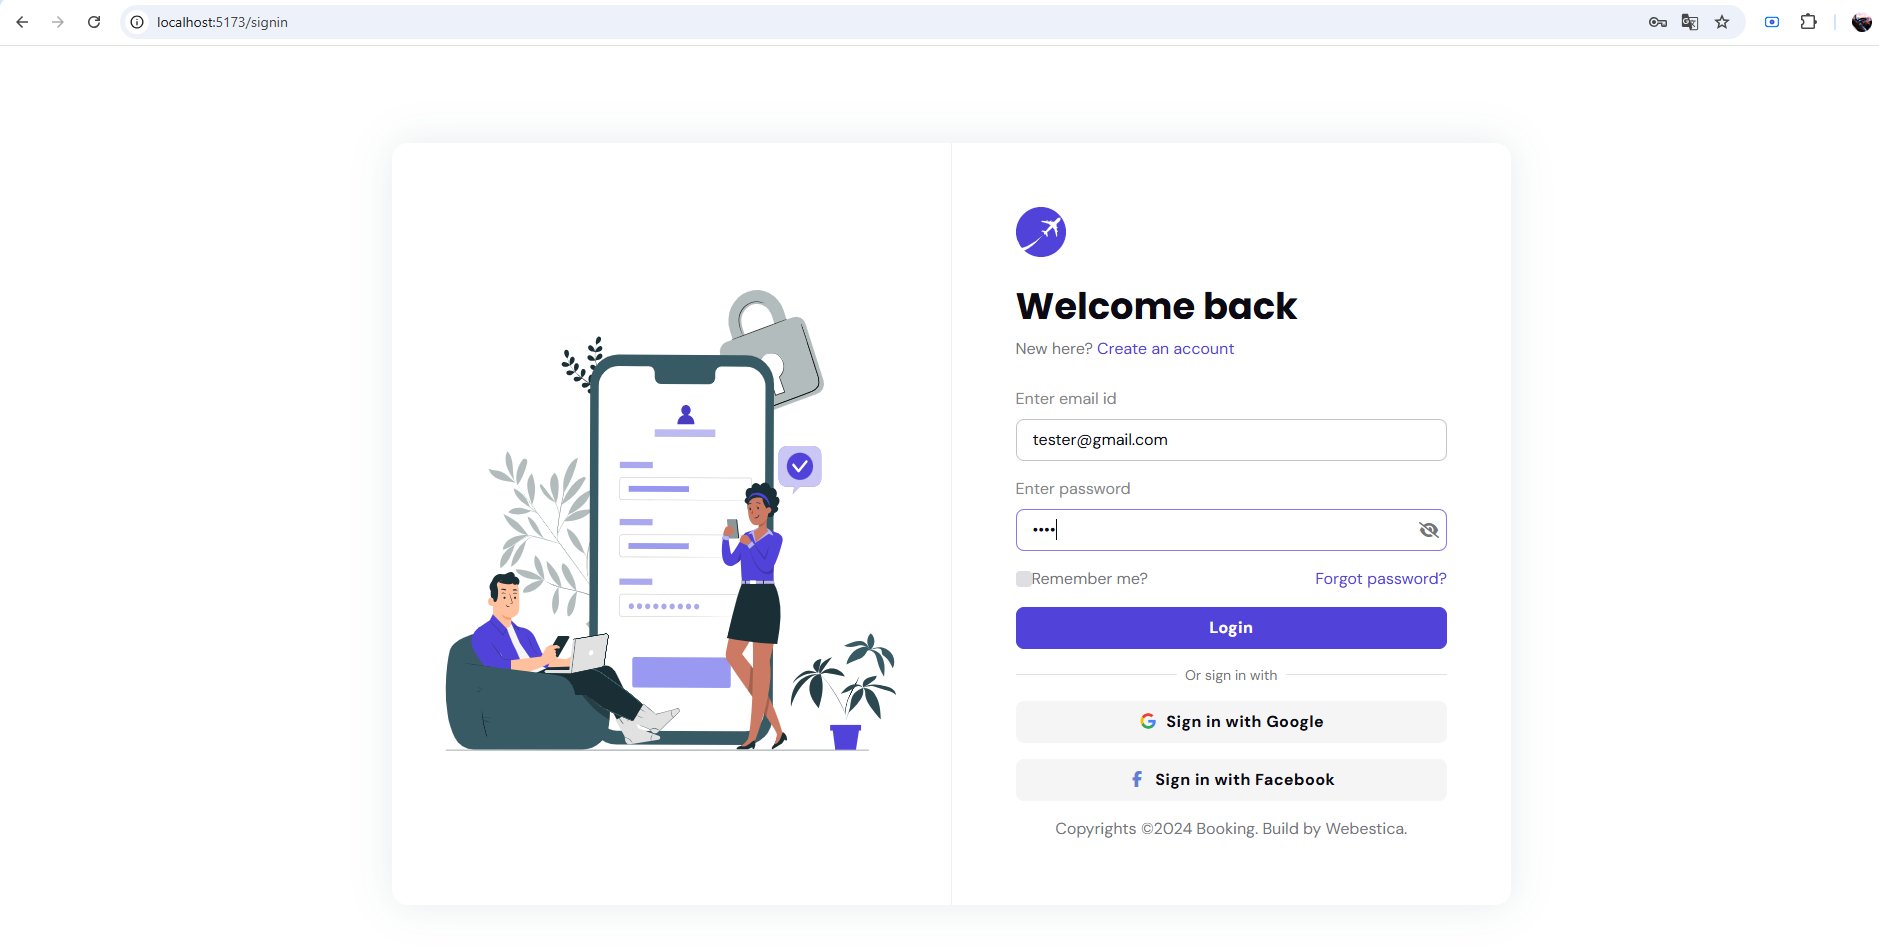 localhost:5173/signin
Welcome back
New here? Create an account
Enter email id
tester@gmail.com
Enter password
••••
Remember me? Forgot password?
Login
Or sign in with
Sign in with Google
Sign in with Facebook
Copyrights ©2024 Booking. Build by Webestica.